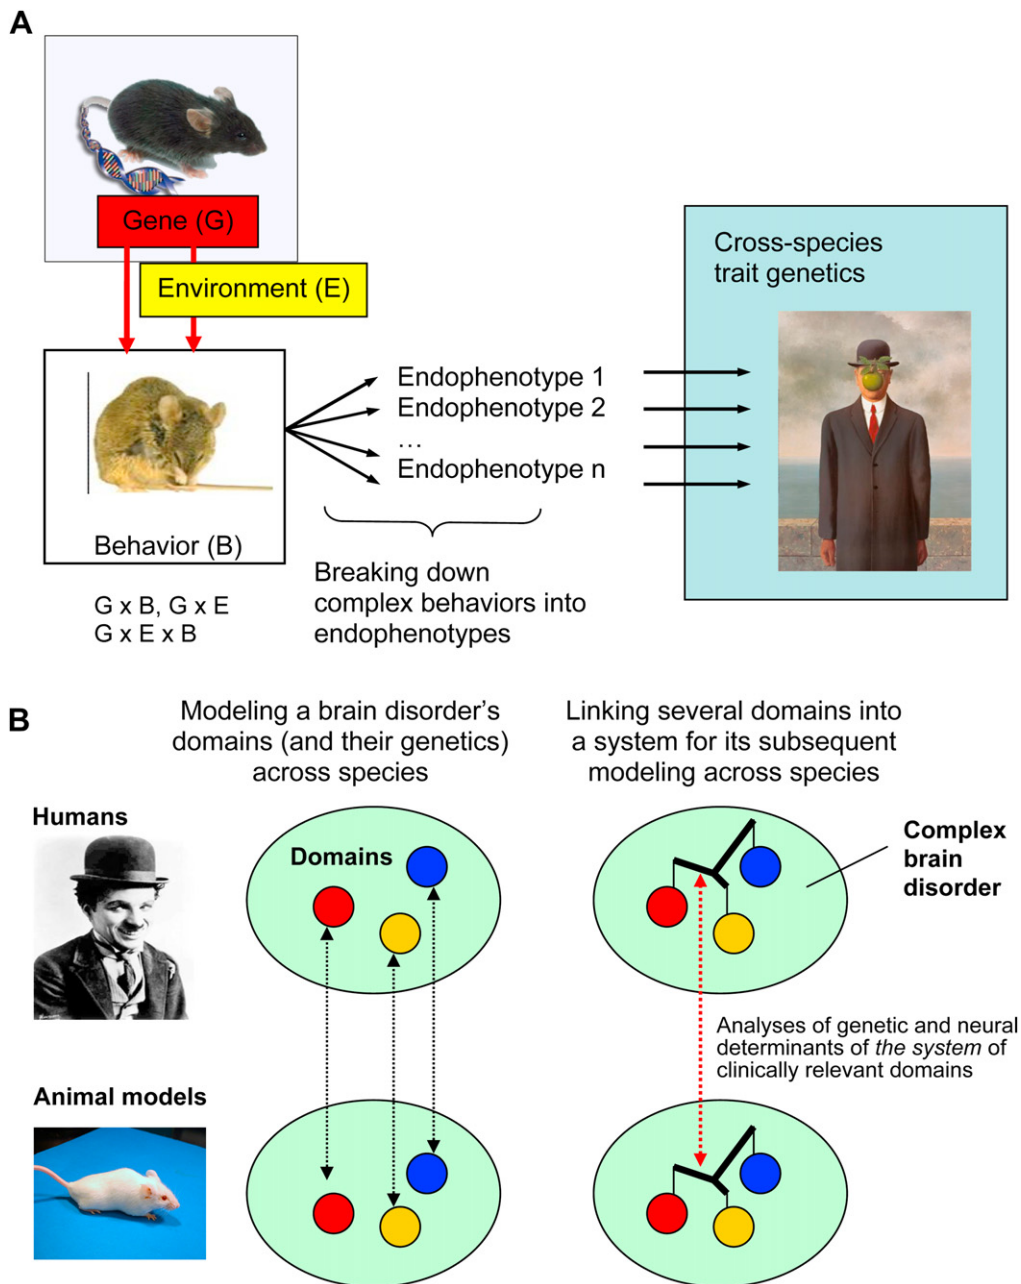 A
Gene (G)
Environment (E)
Behavior (B)
G x B, G x E
G x E x B
Endophenotype 1
Endophenotype 2
...
Endophenotype n
Breaking down
complex behaviors into
endophenotypes
Cross-species
trait genetics
B
Modeling a brain disorder's
domains (and their genetics)
across species
Linking several domains into
a system for its subsequent
modeling across species
Humans
Domains
Complex
brain
disorder
Analyses of genetic and neural
determinants of the system of
clinically relevant domains
Animal models